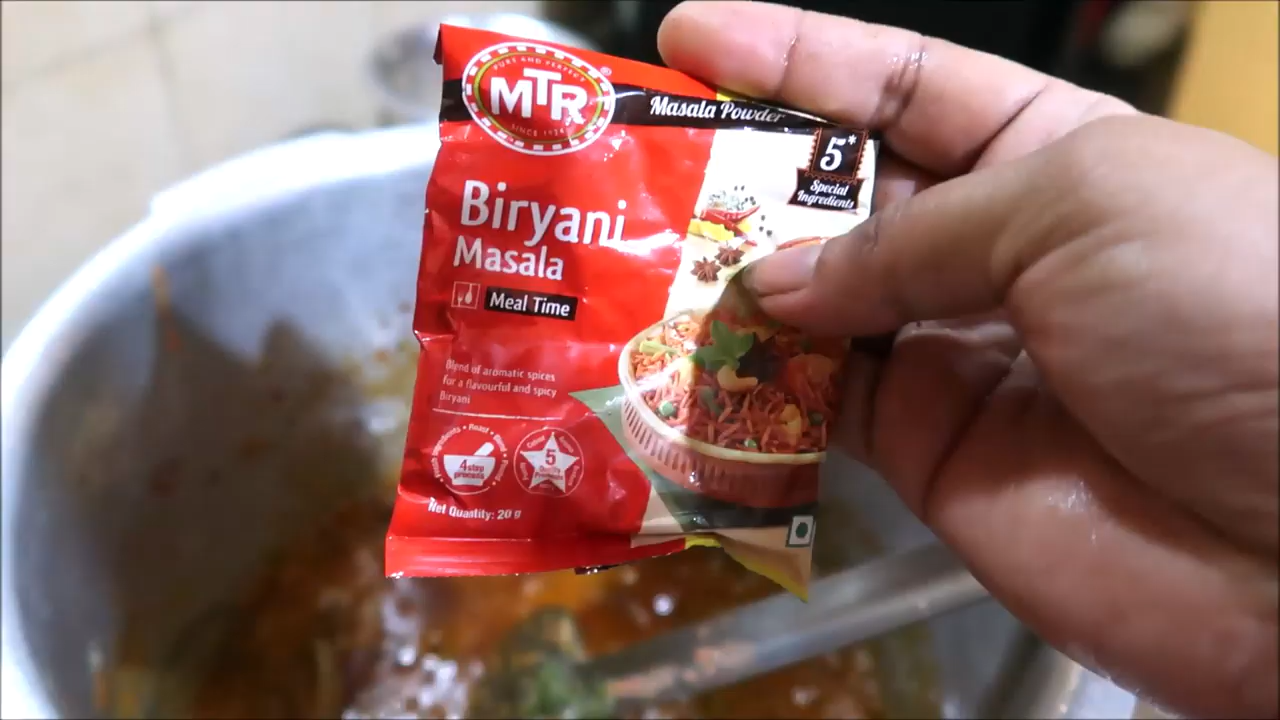 PURE AND PERFECT
MTR
SINCE 1924
Masala Powder
5*
Special
Ingredients
Biryani
Masala
Meal Time
Blend of aromatic spices
for a flavourful and spicy
Biryani
4 step
process
5
Quality
Net Quantity: 20 g